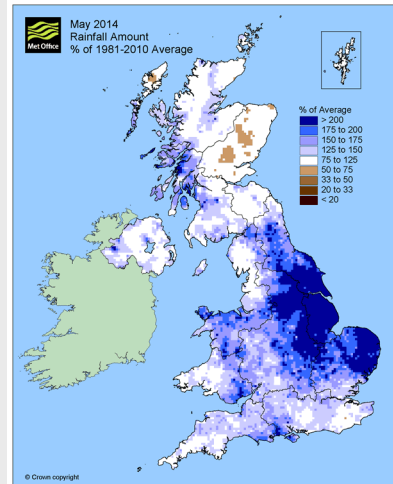 Met Office
May 2014
Rainfall Amount
% of 1981-2010 Average
% of Average
> 200
175 to 200
150 to 175
125 to 150
75 to 125
50 to 75
33 to 50
20 to 33
< 20
© Crown copyright